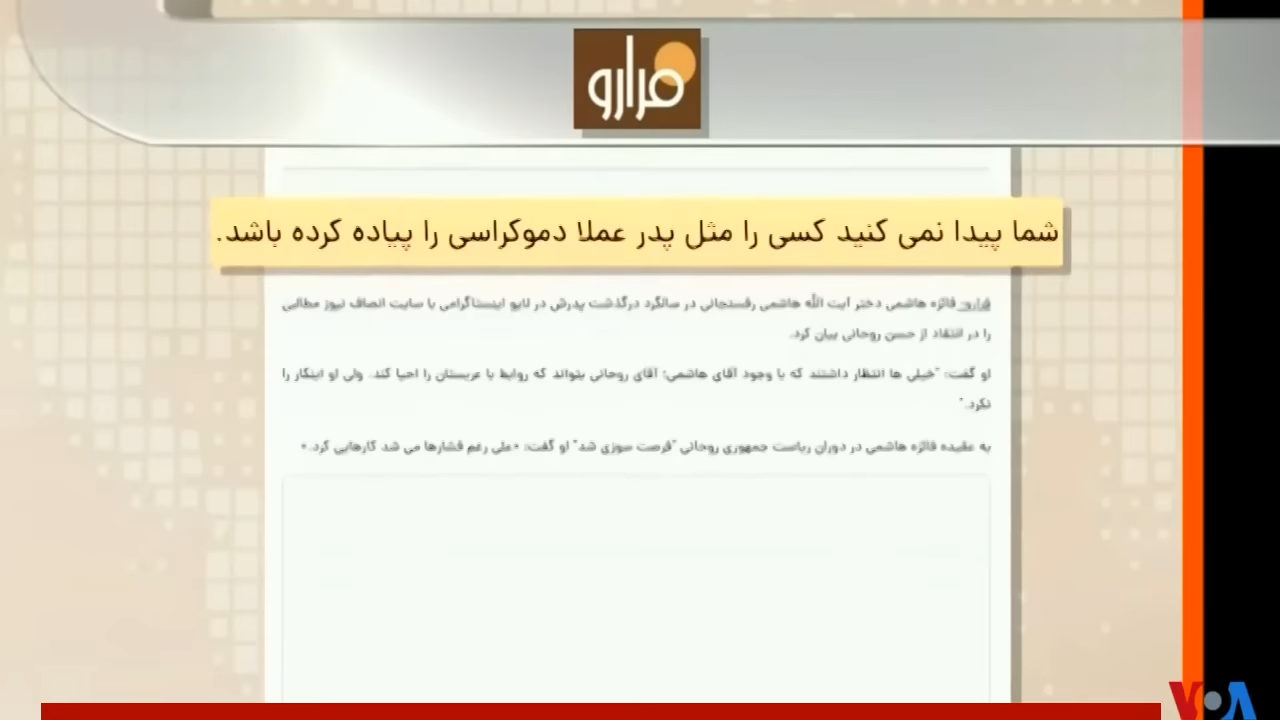 فرارو
شما پیدا نمی کنید کسی را مثل پدر عملا دموکراسی را پیاده کرده باشد.
فرارو- فائزه هاشمی دختر آیت الله هاشمی رفسنجانی در سالگرد درگذشت پدرش در لایو اینستاگرامی با سایت انصاف نیوز مطالبی
را در انتقاد از حسن روحانی بیان کرد.
او گفت: "خیلی ها انتظار داشتند که با وجود آقای هاشمی؛ آقای روحانی بتواند که روابط با عربستان را احیا کند. ولی او اینکار را
نکرد."
به عقیده فائزه هاشمی در دوران ریاست جمهوری روحانی "فرصت سوزی شد" او گفت: «علی رغم فشارها می شد کارهایی کرد.»
VOA